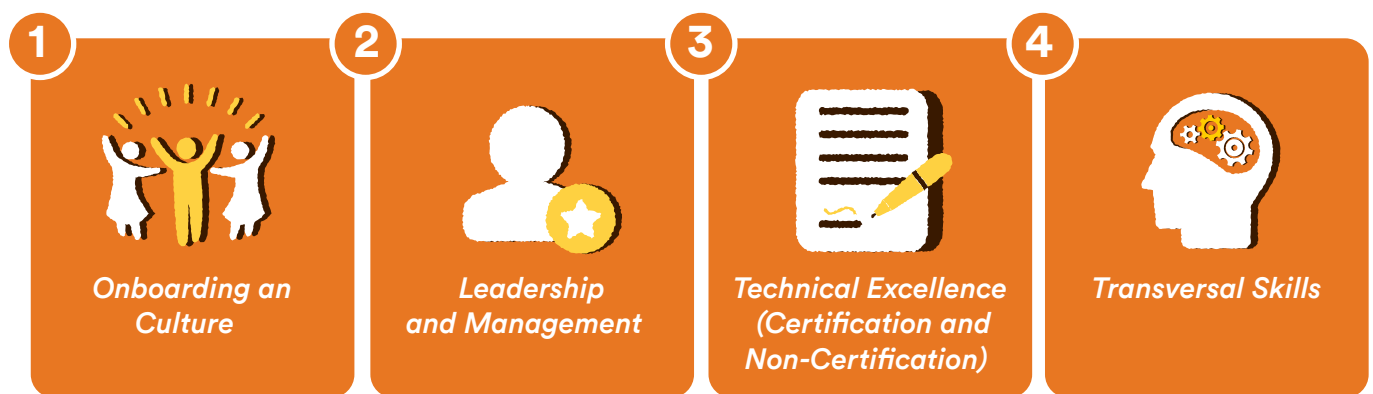 1
Onboarding an
Culture
2
Leadership
and Management
3
Technical Excellence
(Certification and
Non-Certification)
4
Transversal Skills